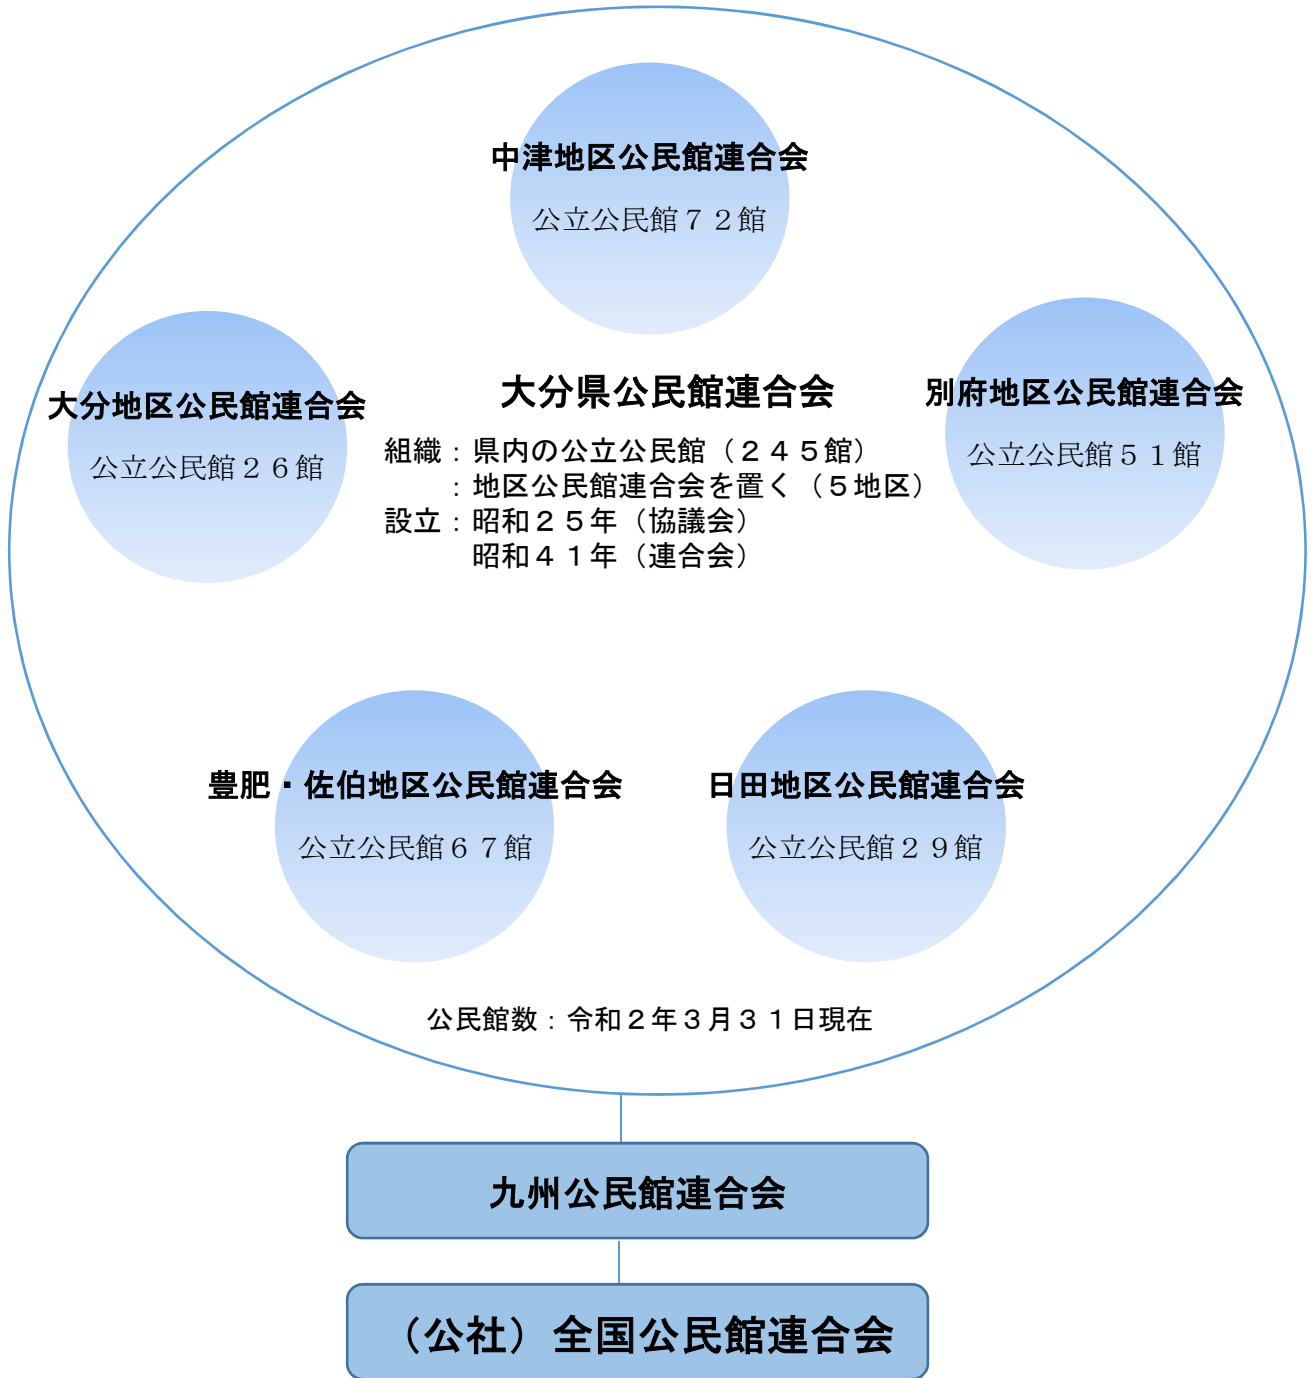 中津地区公民館連合会
公立公民館７２館
大分地区公民館連合会
公立公民館２６館
大分県公民館連合会
組織：県内の公立公民館（２４５館）
：地区公民館連合会を置く（５地区）
設立：昭和２５年（協議会）
昭和４１年（連合会）
別府地区公民館連合会
公立公民館５１館
豊肥・佐伯地区公民館連合会
公立公民館６７館
日田地区公民館連合会
公立公民館２９館
公民館数：令和２年３月３１日現在
九州公民館連合会
（公社）全国公民館連合会